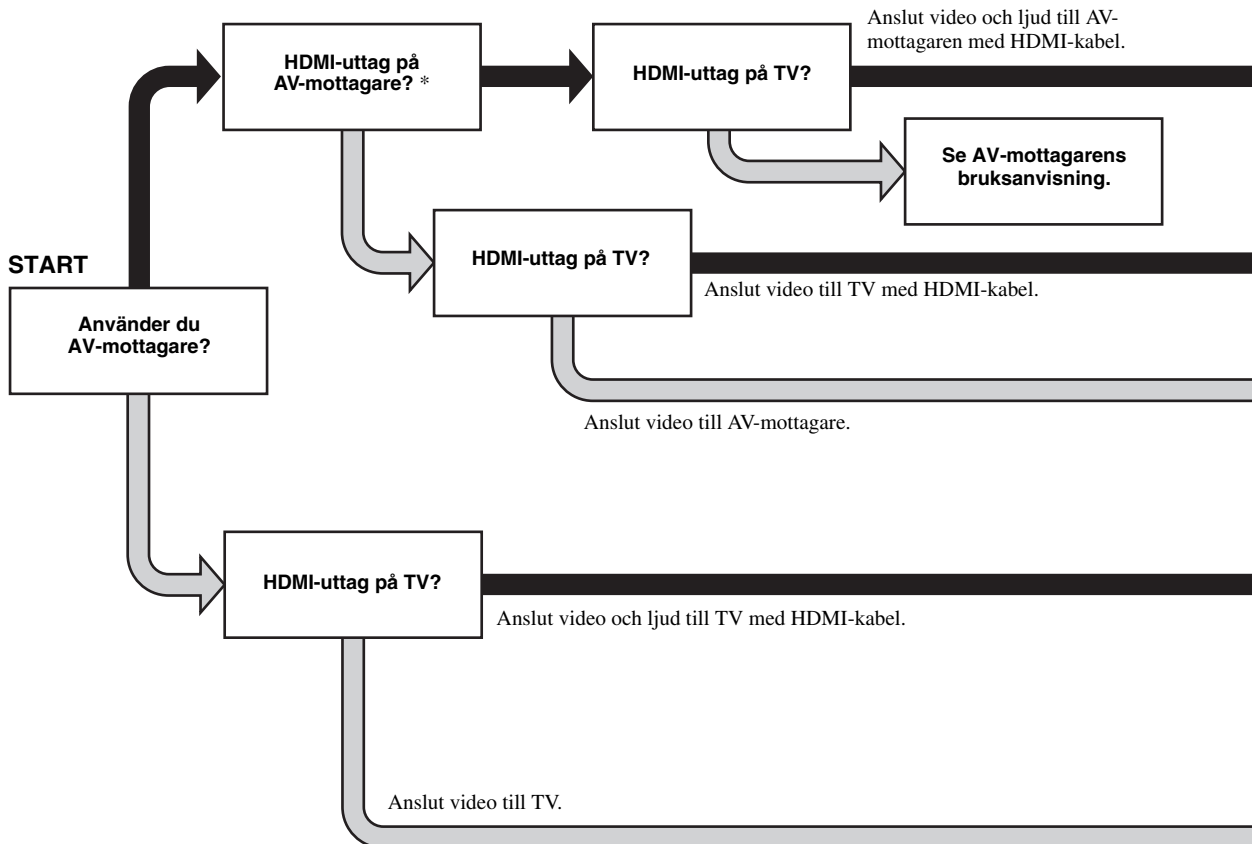 Anslut video och ljud till AV-
mottagaren med HDMI-kabel.
HDMI-uttag på
AV-mottagare? *
HDMI-uttag på TV?
Se AV-mottagarens
bruksanvisning.
HDMI-uttag på TV?
START
Anslut video till TV med HDMI-kabel.
Använder du
AV-mottagare?
Anslut video till AV-mottagare.
HDMI-uttag på TV?
Anslut video och ljud till TV med HDMI-kabel.
Anslut video till TV.